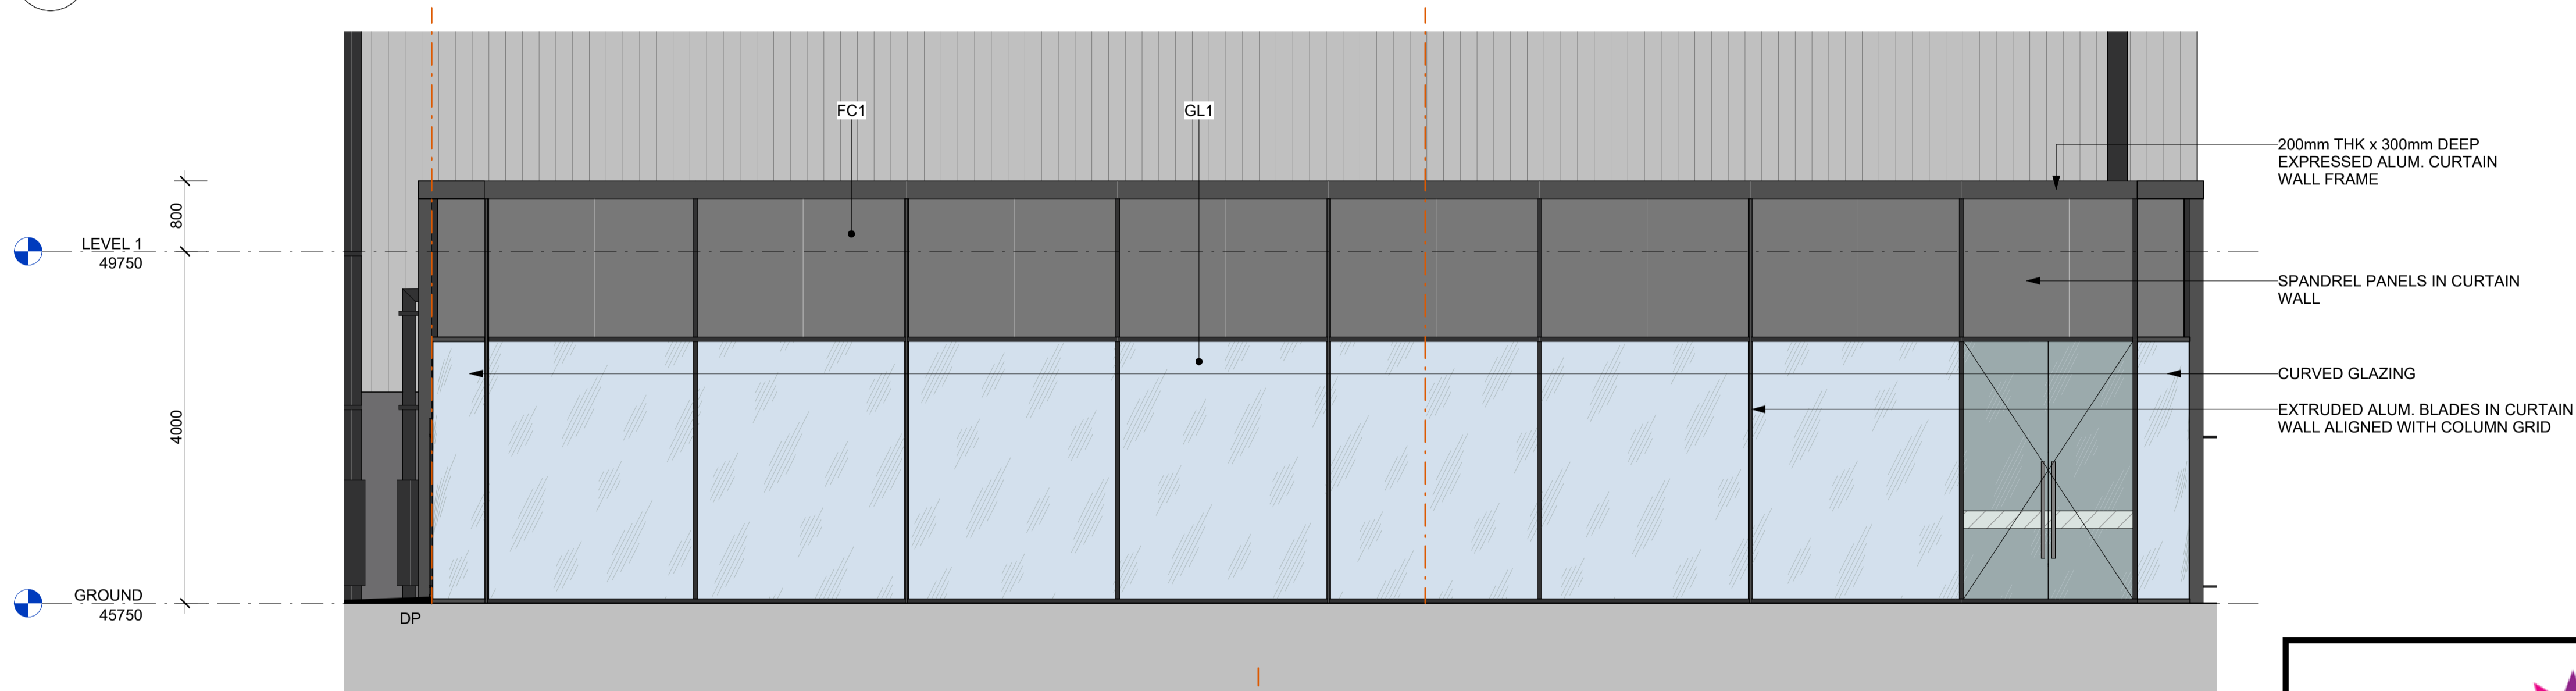 FC1
GL1
200mm THK x 300mm DEEP
EXPRESSED ALUM. CURTAIN
WALL FRAME
800
LEVEL 1
49750
SPANDREL PANELS IN CURTAIN
WALL
CURVED GLAZING
EXTRUDED ALUM. BLADES IN CURTAIN
WALL ALIGNED WITH COLUMN GRID
4000
GROUND
45750
DP